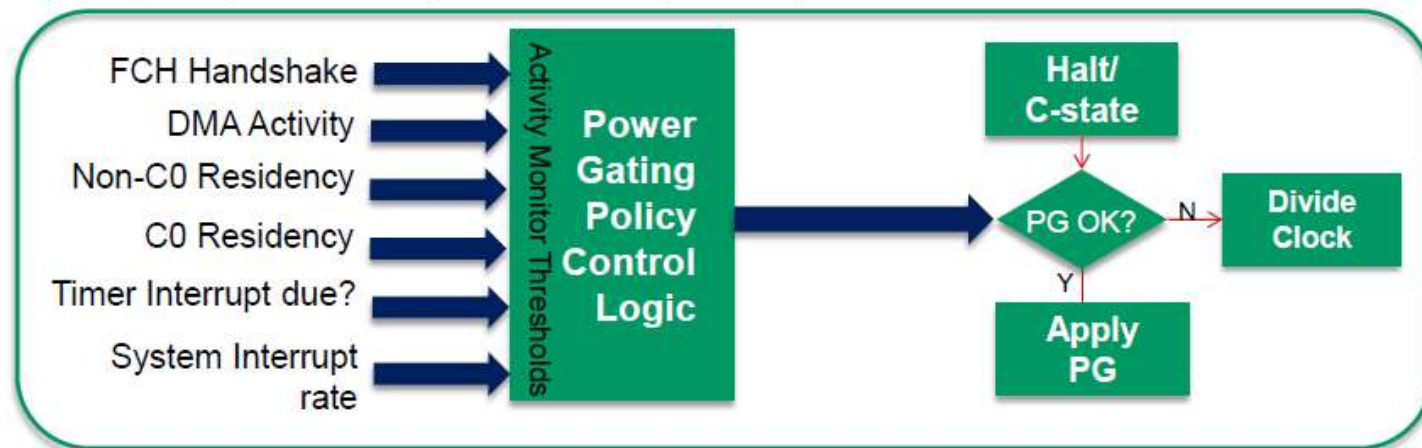 FCH Handshake
DMA Activity
Non-C0 Residency
C0 Residency
Timer Interrupt due?
System Interrupt
rate
Activity Monitor Thresholds
Power
Gating
Policy
Control
Logic
Halt/
C-state
PG OK?
N
Divide
Clock
Y
Apply
PG